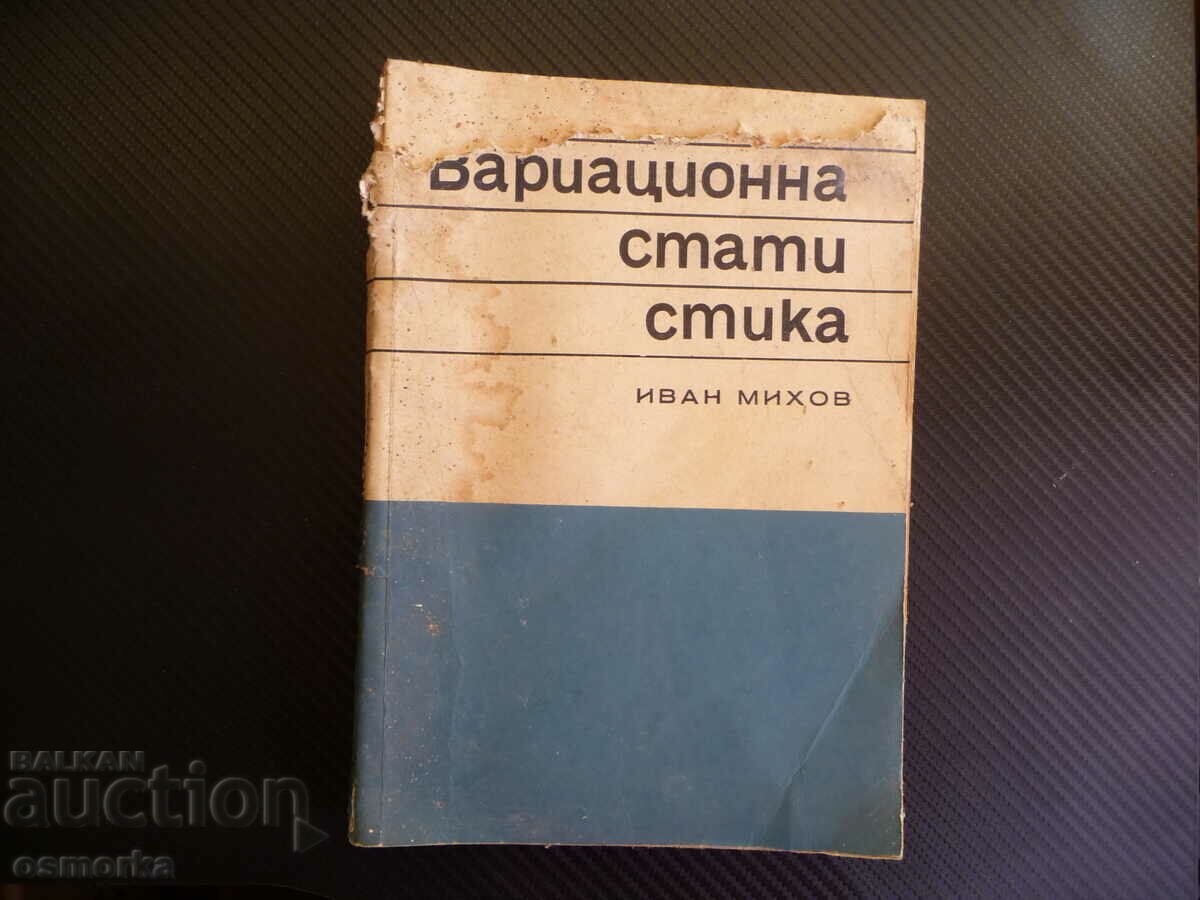 Вариационна
стати
стика
ИВАН МИХОВ
BALKAN
auction
osmorka